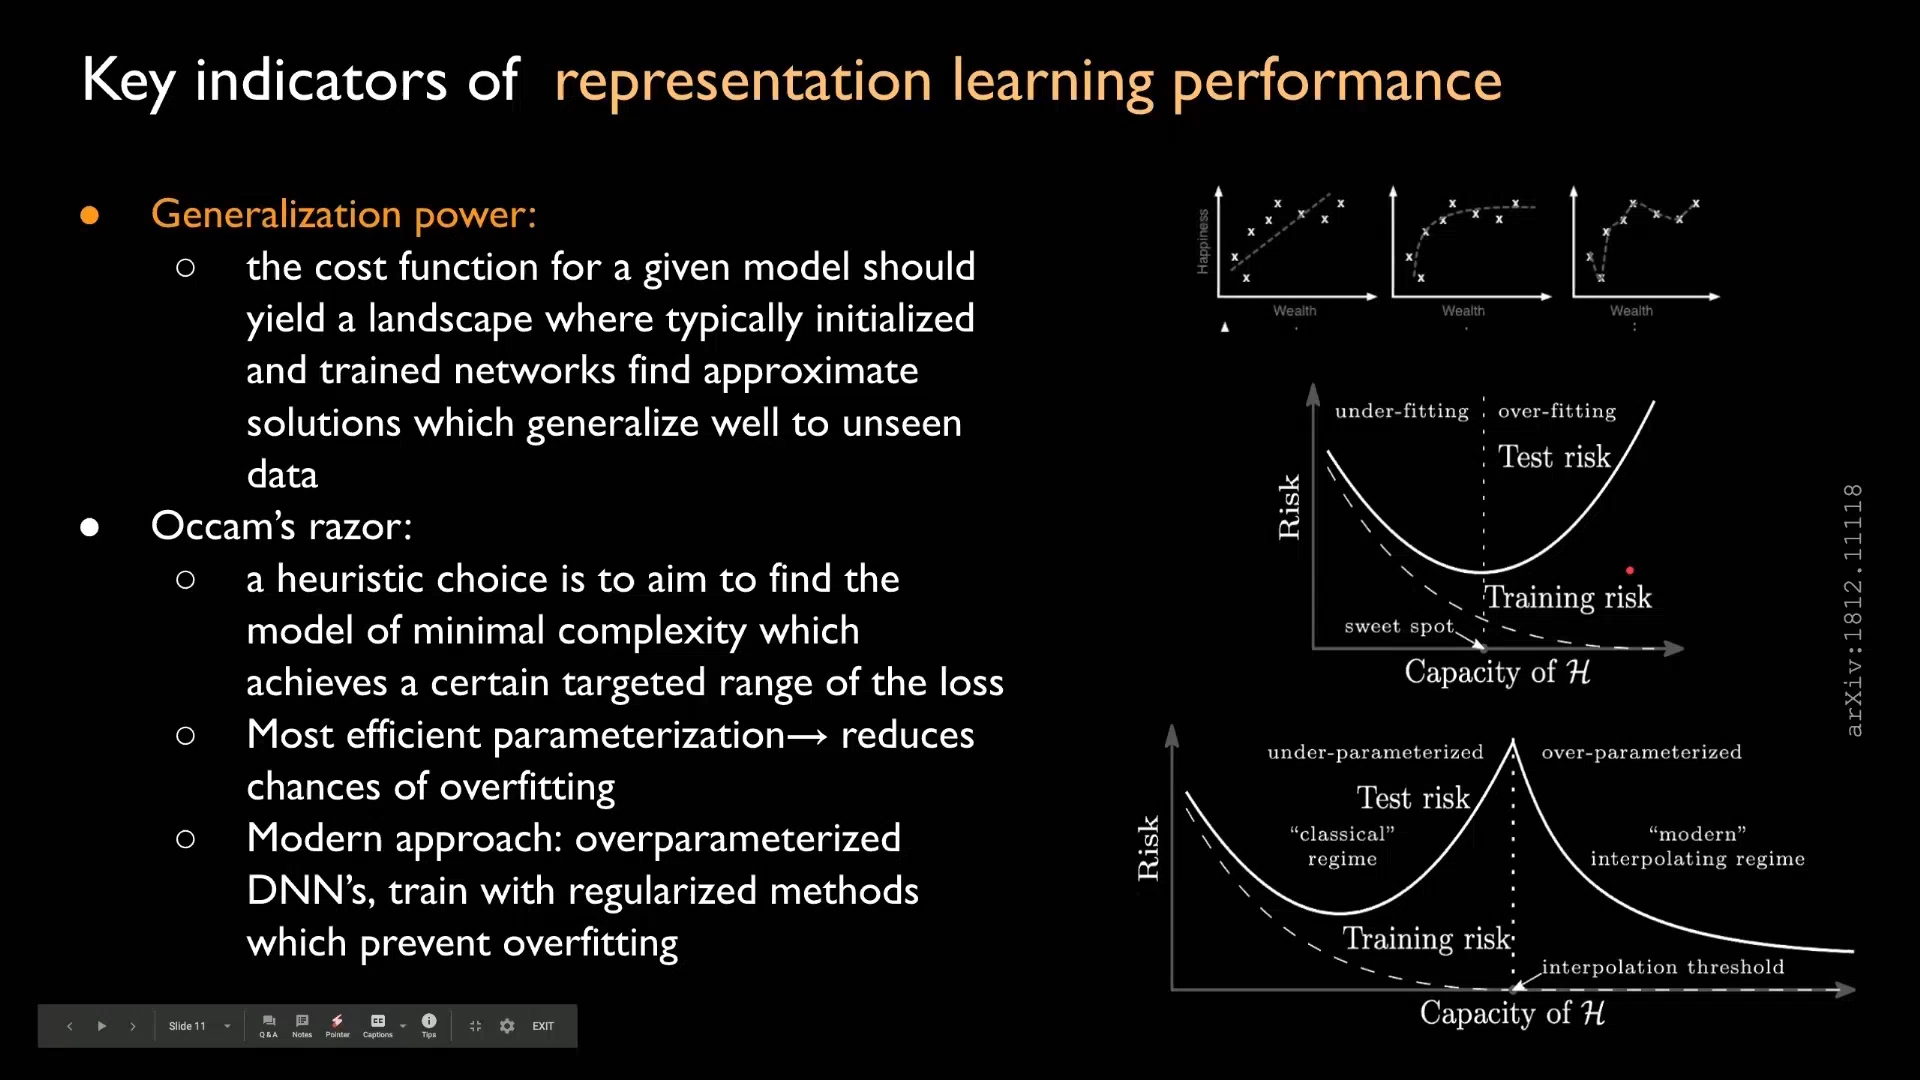 Key indicators of representation learning performance
Generalization power:
the cost function for a given model should
yield a landscape where typically initialized
and trained networks find approximate
solutions which generalize well to unseen
data
Occam's razor:
a heuristic choice is to aim to find the
model of minimal complexity which
achieves a certain targeted range of the loss
Most efficient parameterization→ reduces
chances of overfitting
Modern approach: overparameterized
DNN's, train with regularized methods
which prevent overfitting
Happiness
Wealth
Wealth
Wealth
under-fitting
over-fitting
Test risk
Risk
Training risk
sweet spot
Capacity of ℋ
arXiv:1812.11118
under-parameterized
over-parameterized
Test risk
"classical"
regime
"modern"
interpolating regime
Risk
Training risk
interpolation threshold
Capacity of ℋ
Slide 11
Q&A
Notes
Pointer
CC
Captions
Tips
EXIT